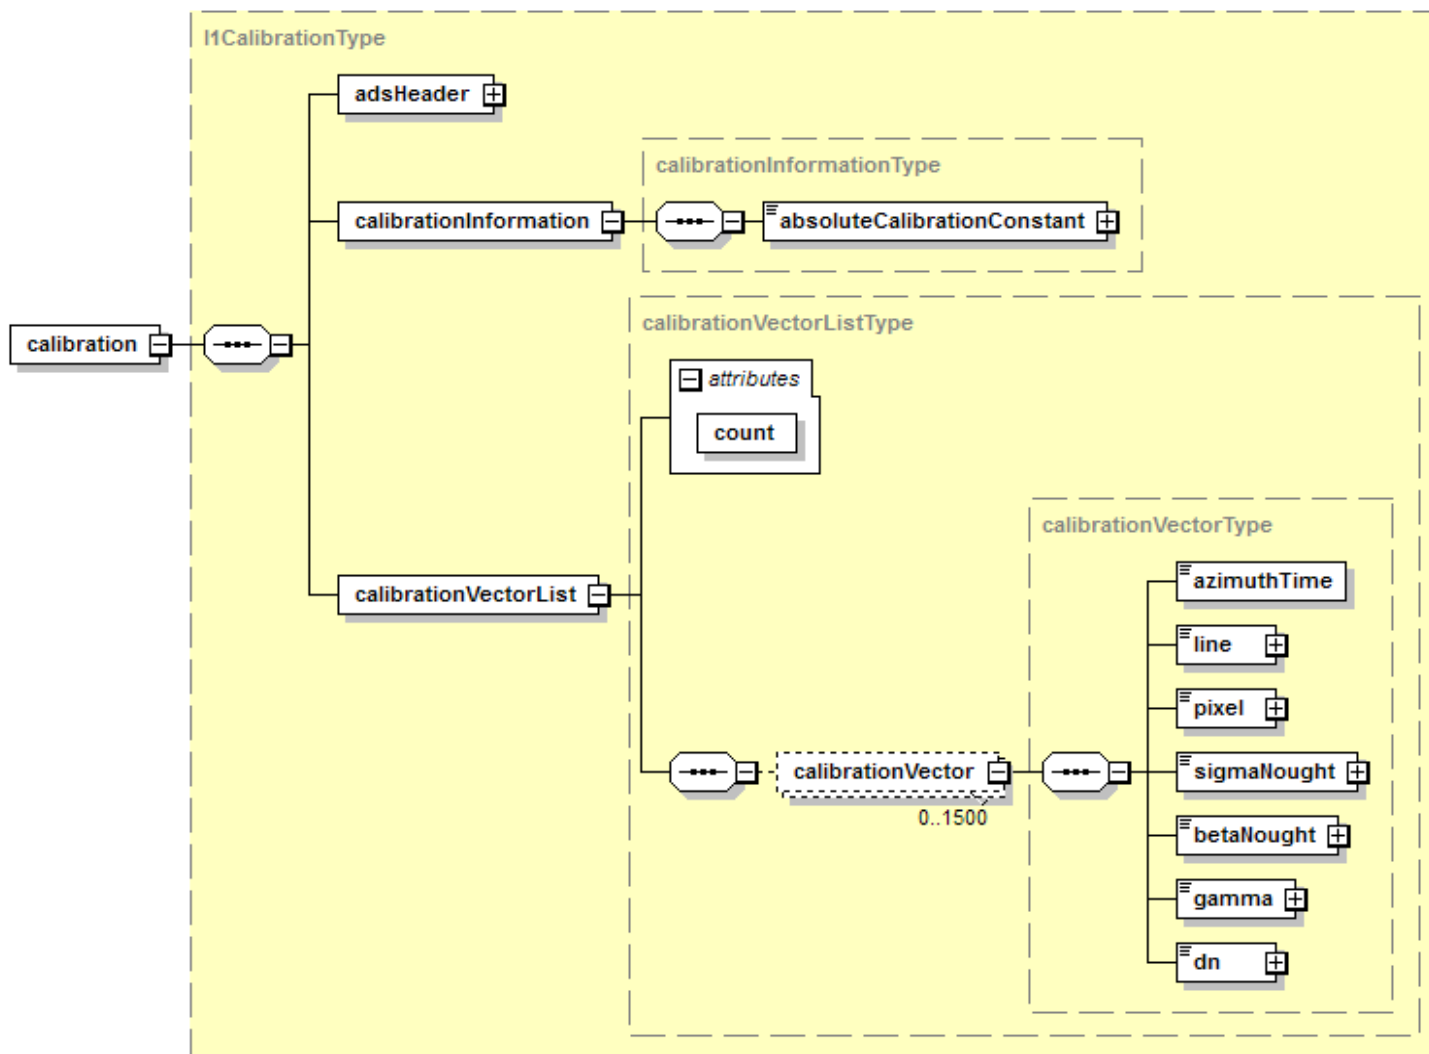 l1CalibrationType
adsHeader
calibrationInformationType
calibrationInformation
absoluteCalibrationConstant
calibrationVectorListType
calibration
attributes
count
calibrationVectorType
azimuthTime
calibrationVectorList
line
pixel
calibrationVector
sigmaNought
0..1500
betaNought
gamma
dn